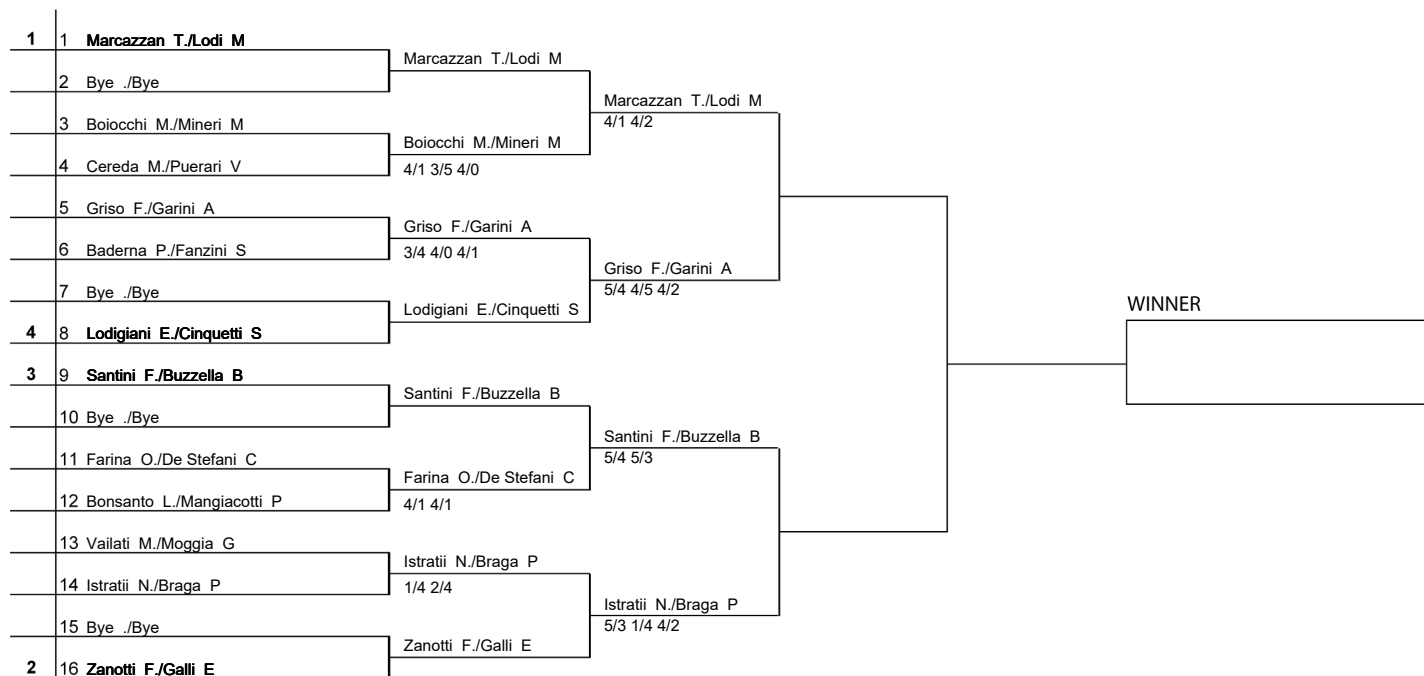 1 1 Marcazzan T./Lodi M
Marcazzan T./Lodi M
2 Bye ./Bye
Marcazzan T./Lodi M
4/1 4/2
3 Boiocchi M./Mineri M
Boiocchi M./Mineri M
4/1 3/5 4/0
4 Cereda M./Puerari V
5 Griso F./Garini A
Griso F./Garini A
3/4 4/0 4/1
6 Baderna P./Fanzini S
Griso F./Garini A
5/4 4/5 4/2
7 Bye ./Bye
Lodigiani E./Cinquetti S
4 8 Lodigiani E./Cinquetti S
WINNER
3 9 Santini F./Buzzella B
Santini F./Buzzella B
10 Bye ./Bye
Santini F./Buzzella B
5/4 5/3
11 Farina O./De Stefani C
Farina O./De Stefani C
4/1 4/1
12 Bonsanto L./Mangiacotti P
13 Vailati M./Moggia G
Istratii N./Braga P
1/4 2/4
14 Istratii N./Braga P
Istratii N./Braga P
5/3 1/4 4/2
15 Bye ./Bye
Zanotti F./Galli E
2 16 Zanotti F./Galli E